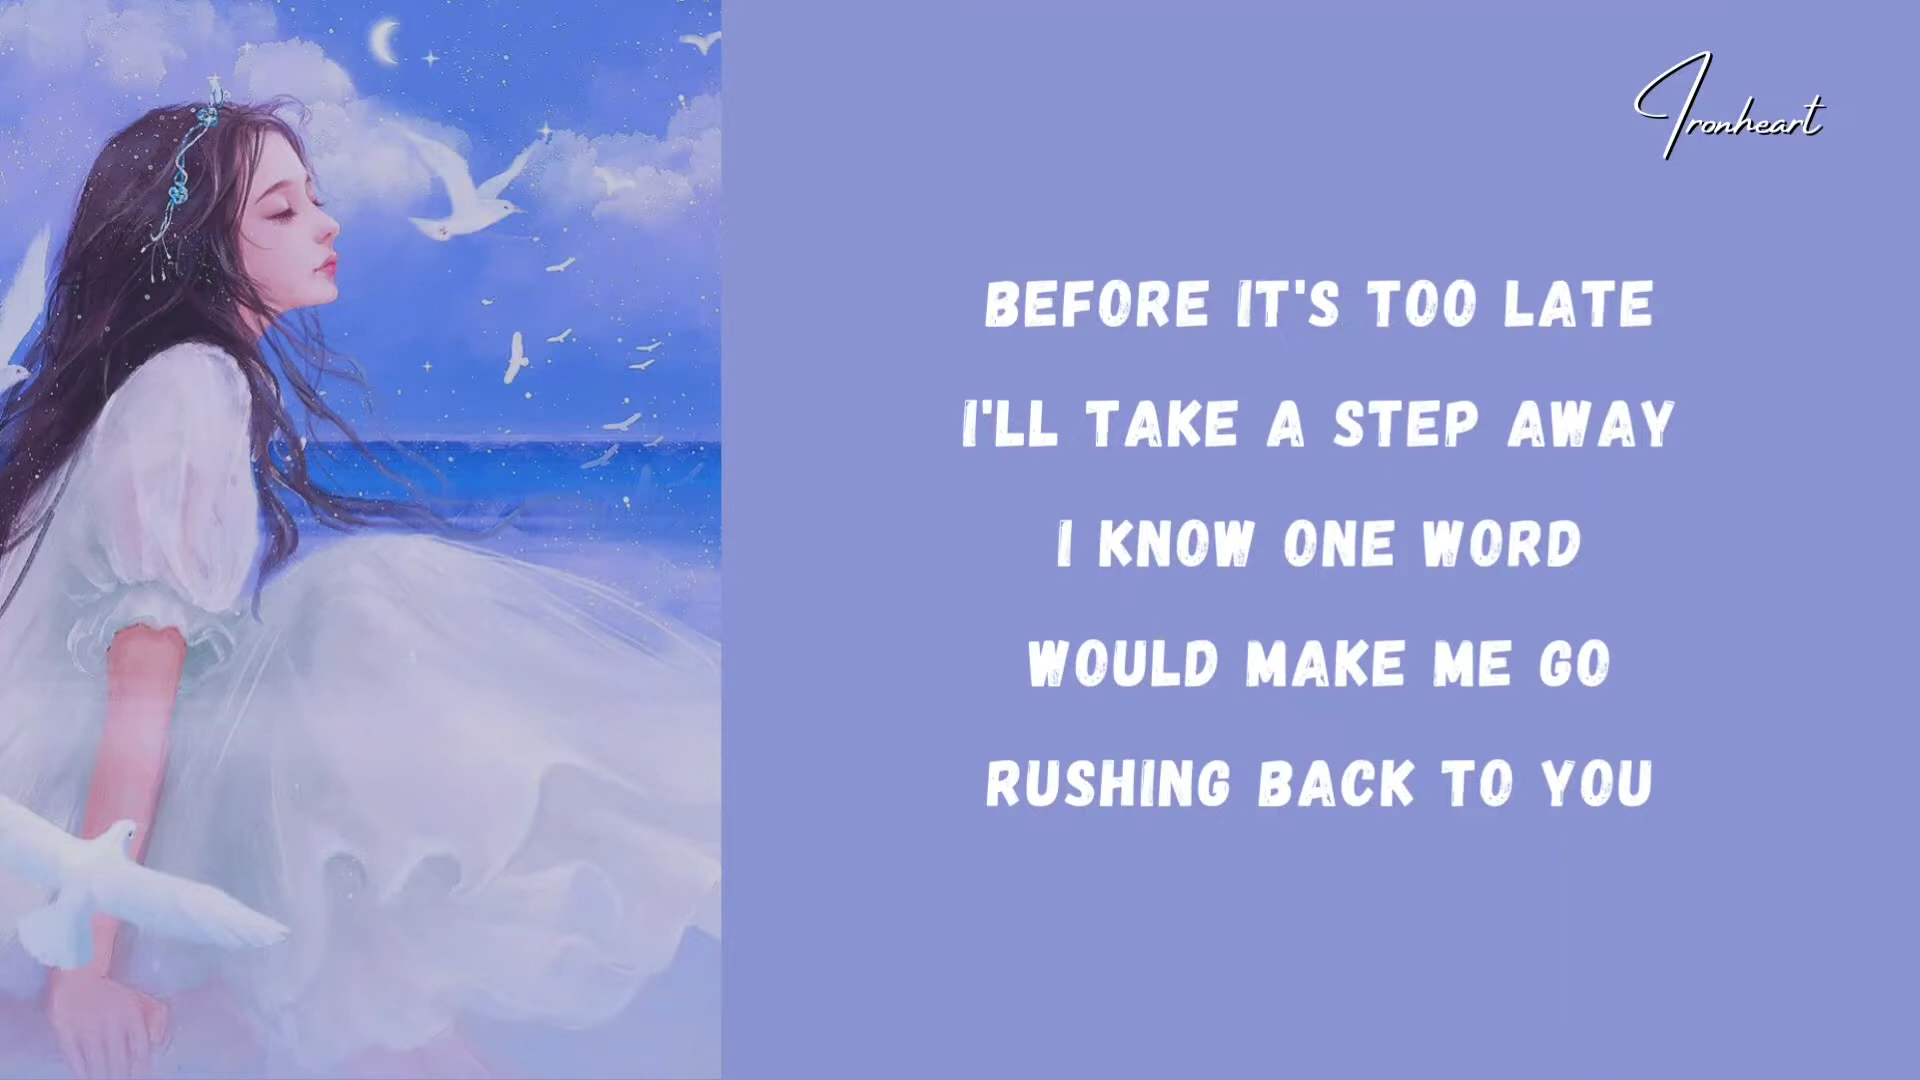 Ironheart
BEFORE IT'S TOO LATE
I'LL TAKE A STEP AWAY
I KNOW ONE WORD
WOULD MAKE ME GO
RUSHING BACK TO YOU